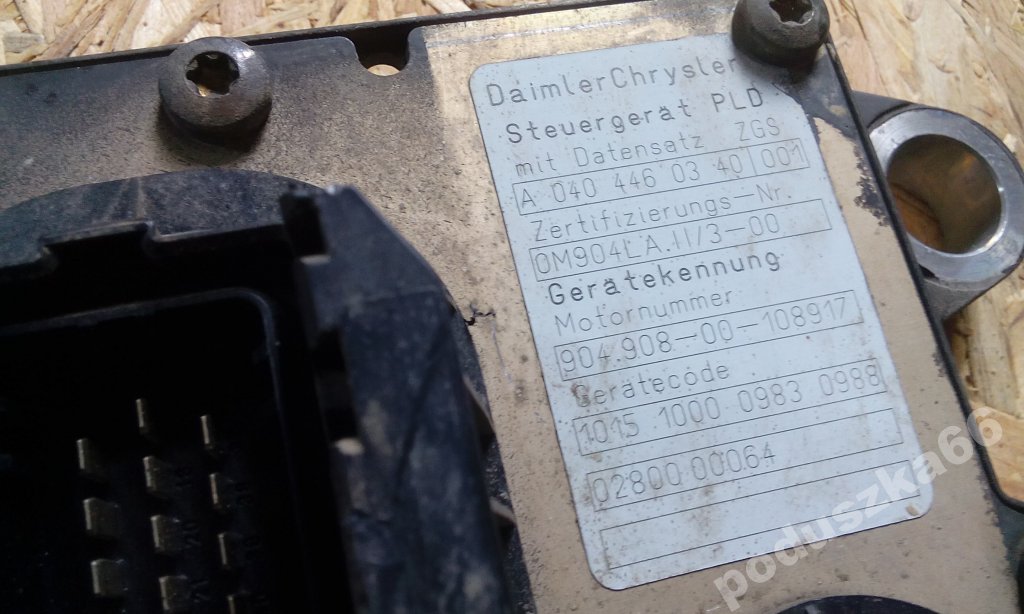 DaimlerChrysler
Steuergerät PLD
mit Datensatz ZGS
A 040 446 03 40 001
Zertifizierungs-Nr.
OM904LA.II/3-00
Gerätekennung
Motornummer
904.908-00-108917
Gerätecode
1015 1000 0983 0988
02800 00064
poduszka66